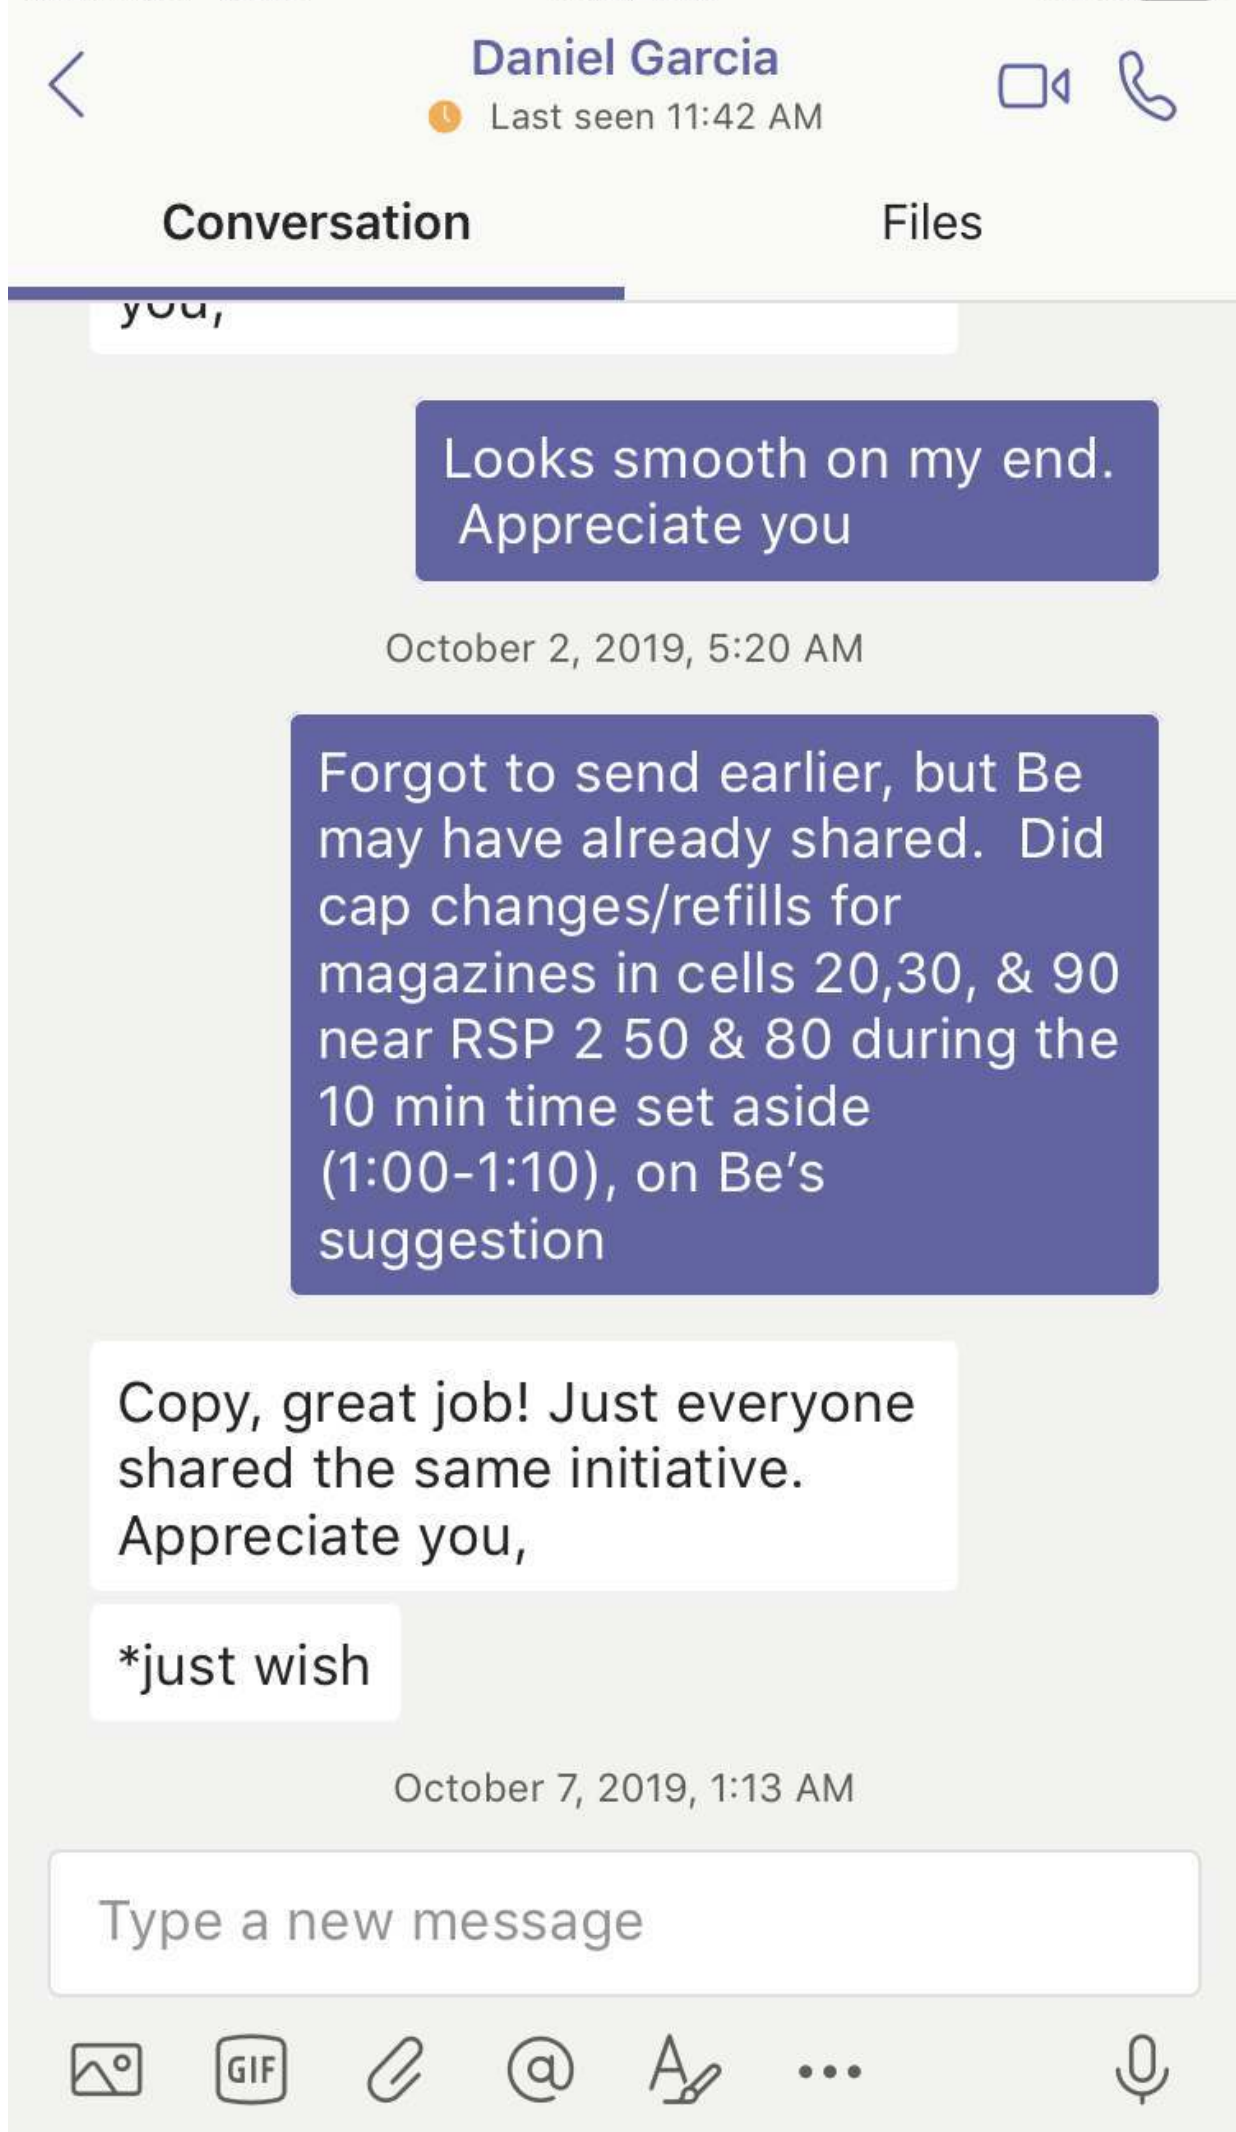 Daniel Garcia
Last seen 11:42 AM
Conversation
Files
you,
Looks smooth on my end.
Appreciate you
October 2, 2019, 5:20 AM
Forgot to send earlier, but Be
may have already shared.  Did
cap changes/refills for
magazines in cells 20,30, & 90
near RSP 2 50 & 80 during the
10 min time set aside
(1:00-1:10), on Be’s
suggestion
Copy, great job! Just everyone
shared the same initiative.
Appreciate you,
*just wish
October 7, 2019, 1:13 AM
Type a new message
GIF